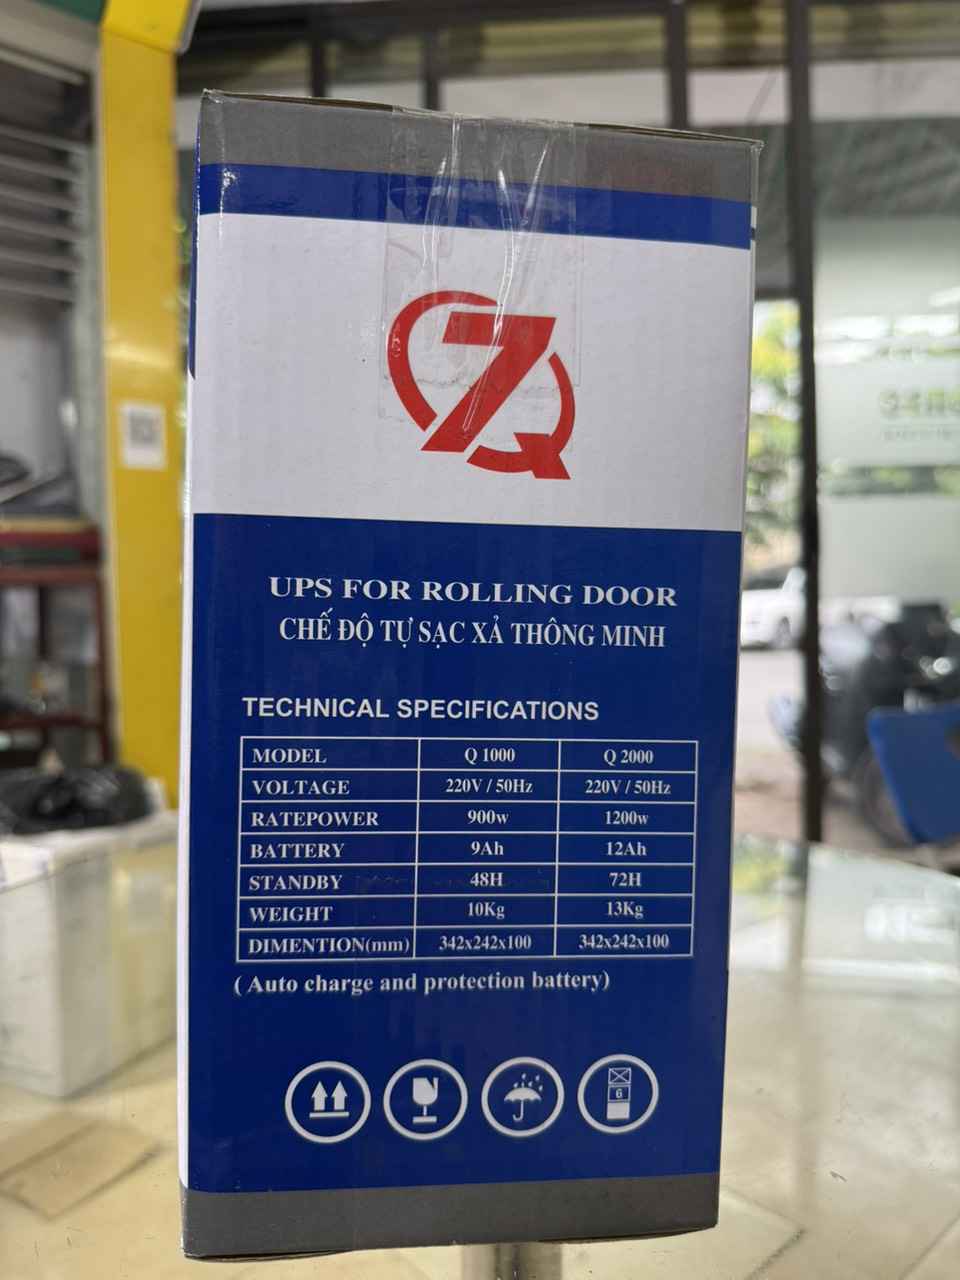 7Q
UPS FOR ROLLING DOOR
CHẾ ĐỘ TỰ SẠC XẢ THÔNG MINH
TECHNICAL SPECIFICATIONS
MODEL Q 1000 Q 2000
VOLTAGE 220V / 50Hz 220V / 50Hz
RATEPOWER 900w 1200w
BATTERY 9Ah 12Ah
STANDBY 48H 72H
WEIGHT 10Kg 13Kg
DIMENTION(mm) 342x242x100 342x242x100
( Auto charge and protection battery)
6